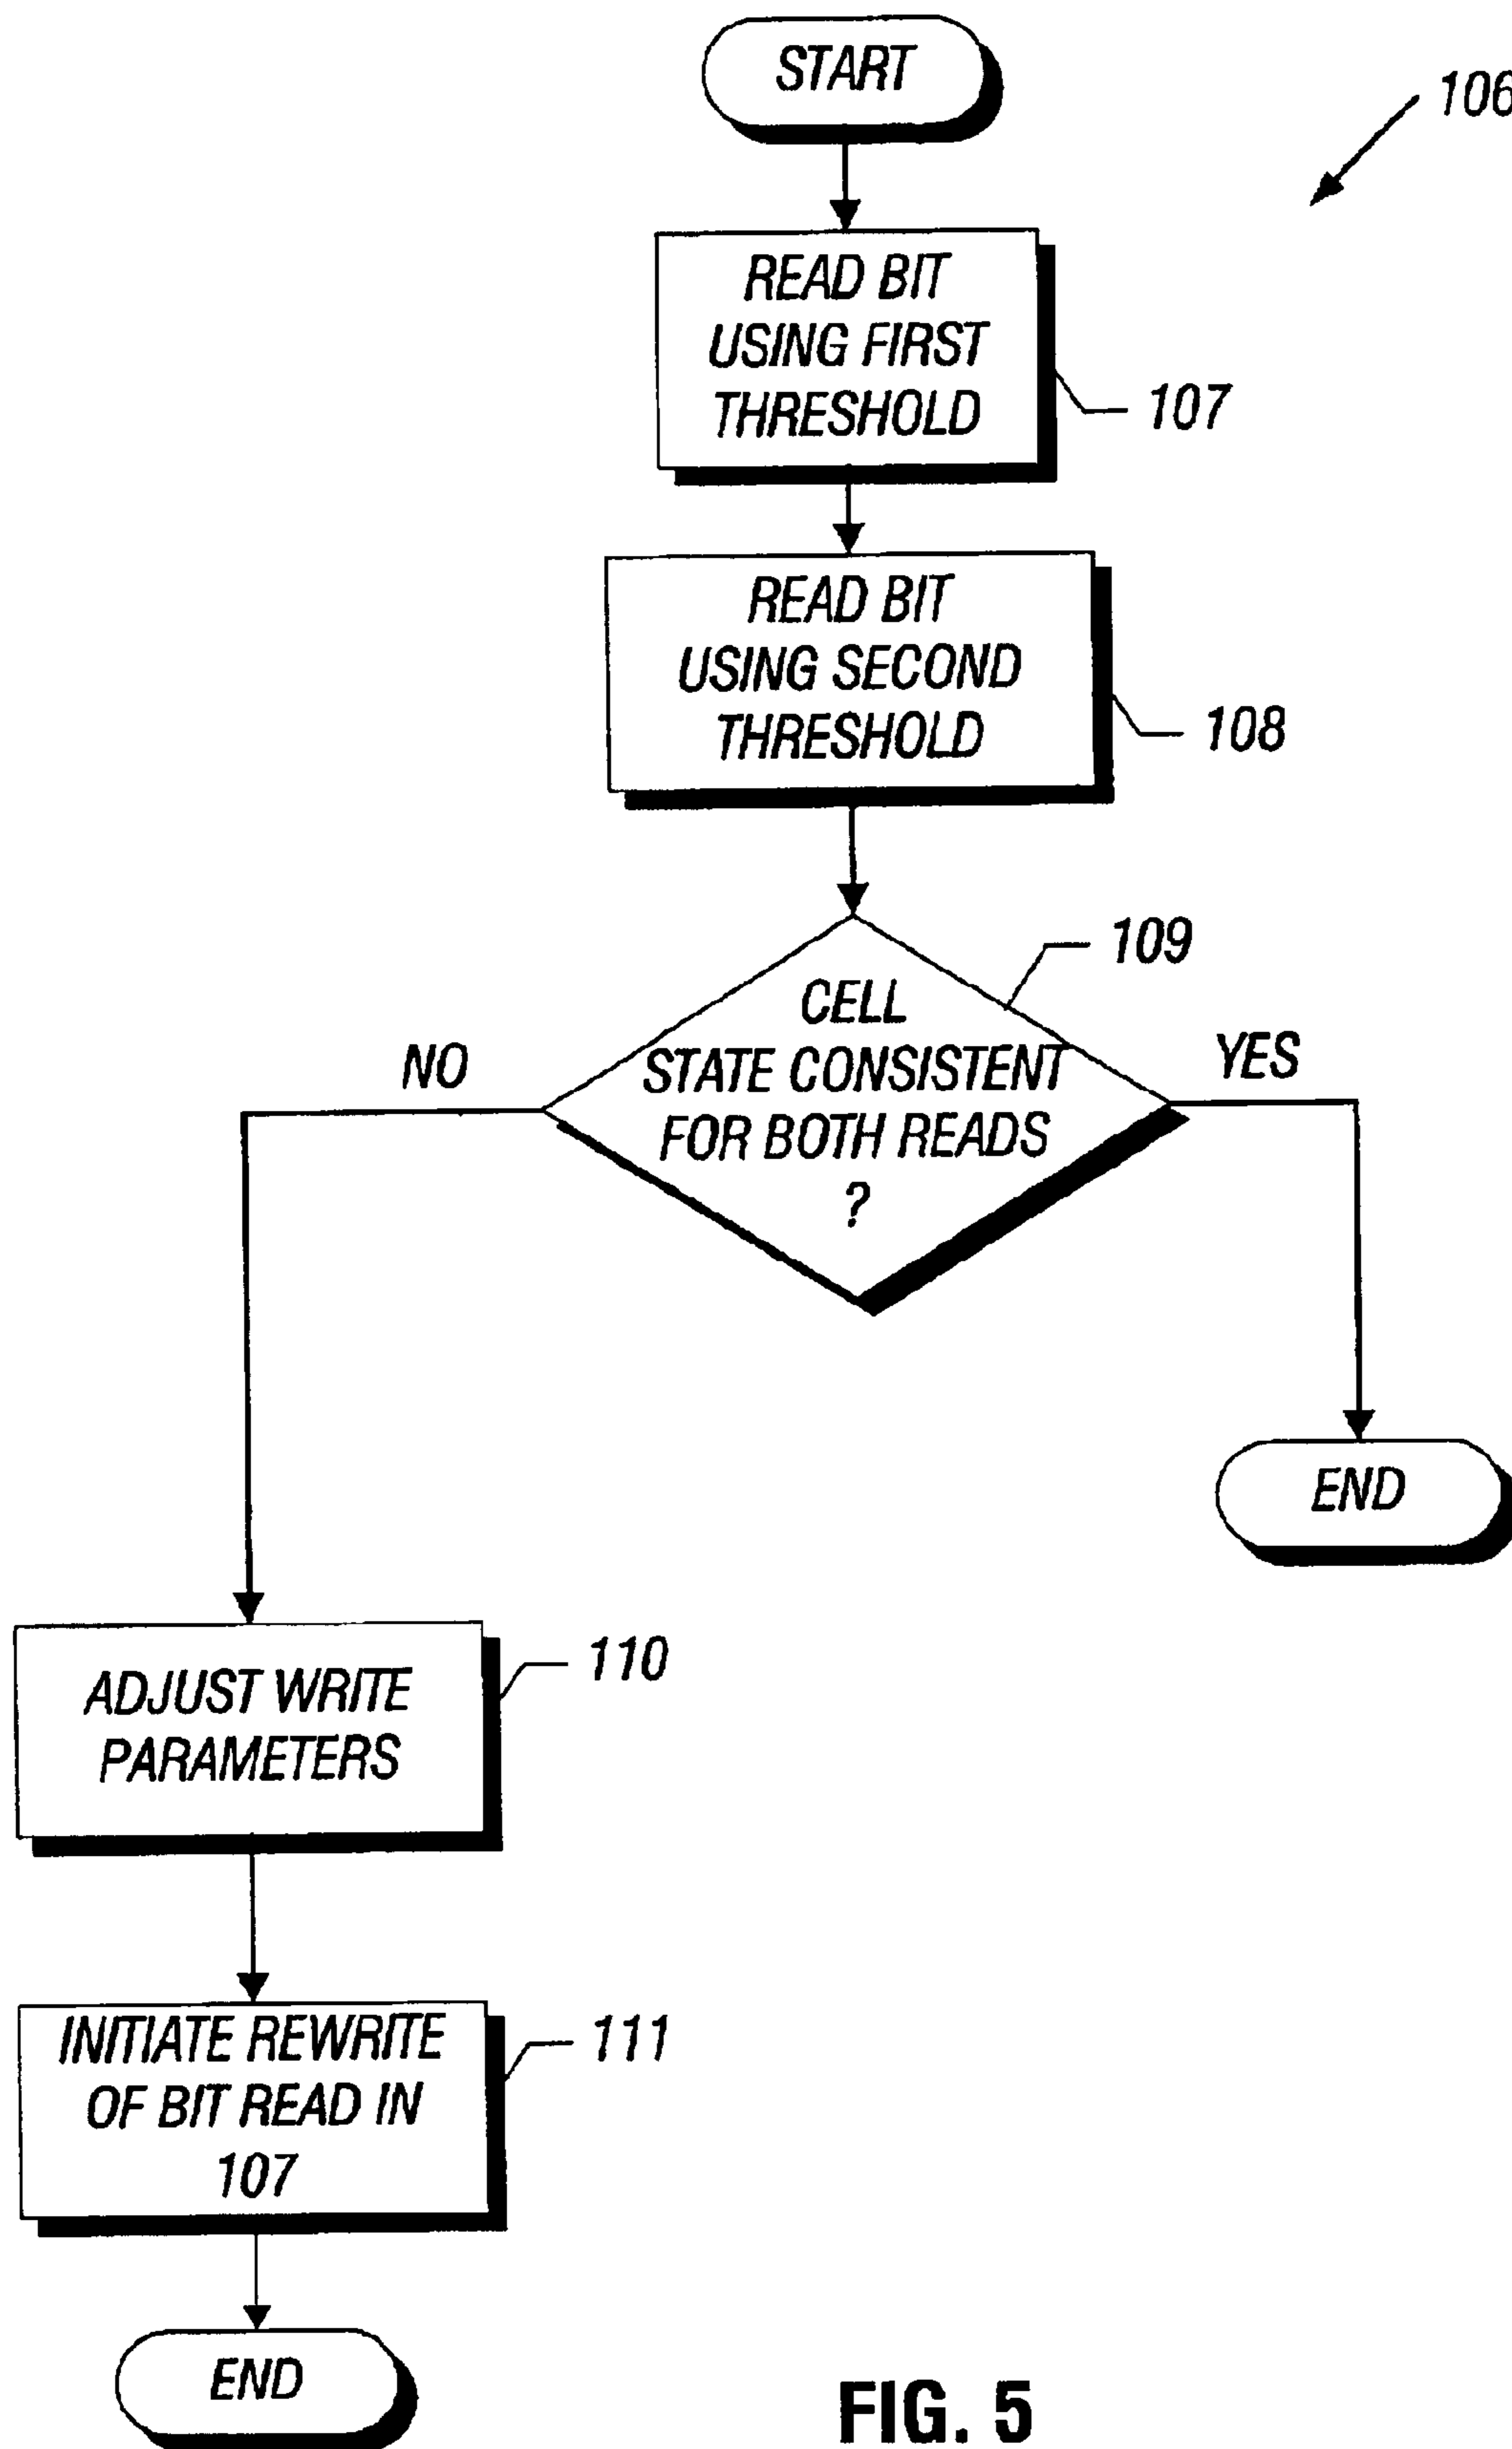 START
106
READ BIT
USING FIRST
THRESHOLD
107
READ BIT
USING SECOND
THRESHOLD
108
109
CELL
STATE CONSISTENT
FOR BOTH READS
?
NO
YES
END
ADJUST WRITE
PARAMETERS
110
INITIATE REWRITE
OF BIT READ IN
107
111
END
FIG. 5